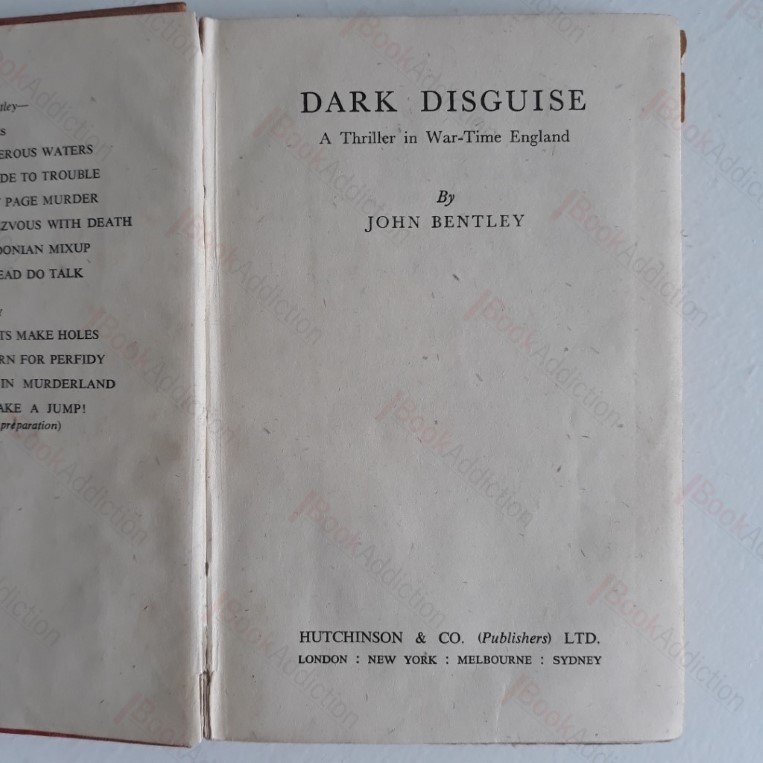 tley—
s
EROUS WATERS
DE TO TROUBLE
PAGE MURDER
ZVOUS WITH DEATH
DONIAN MIXUP
EAD DO TALK
y
TS MAKE HOLES
RN FOR PERFIDY
IN MURDERLAND
AKE A JUMP!
preparation)
DARK DISGUISE
A Thriller in War-Time England
By
JOHN BENTLEY
HUTCHINSON & CO. (Publishers) LTD.
LONDON : NEW YORK : MELBOURNE : SYDNEY
BookAddiction